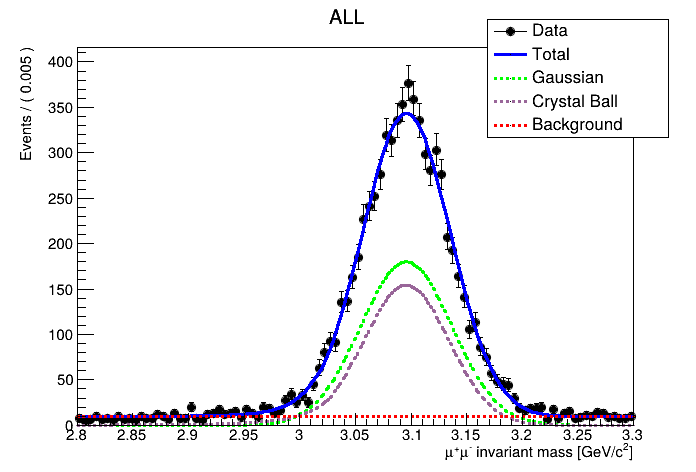 ALL
Data
Total
Gaussian
Crystal Ball
Background
Events / ( 0.005 )
400
350
300
250
200
150
100
50
0
2.8 2.85 2.9 2.95 3 3.05 3.1 3.15 3.2 3.25 3.3
μ⁺μ⁻ invariant mass [GeV/c²]